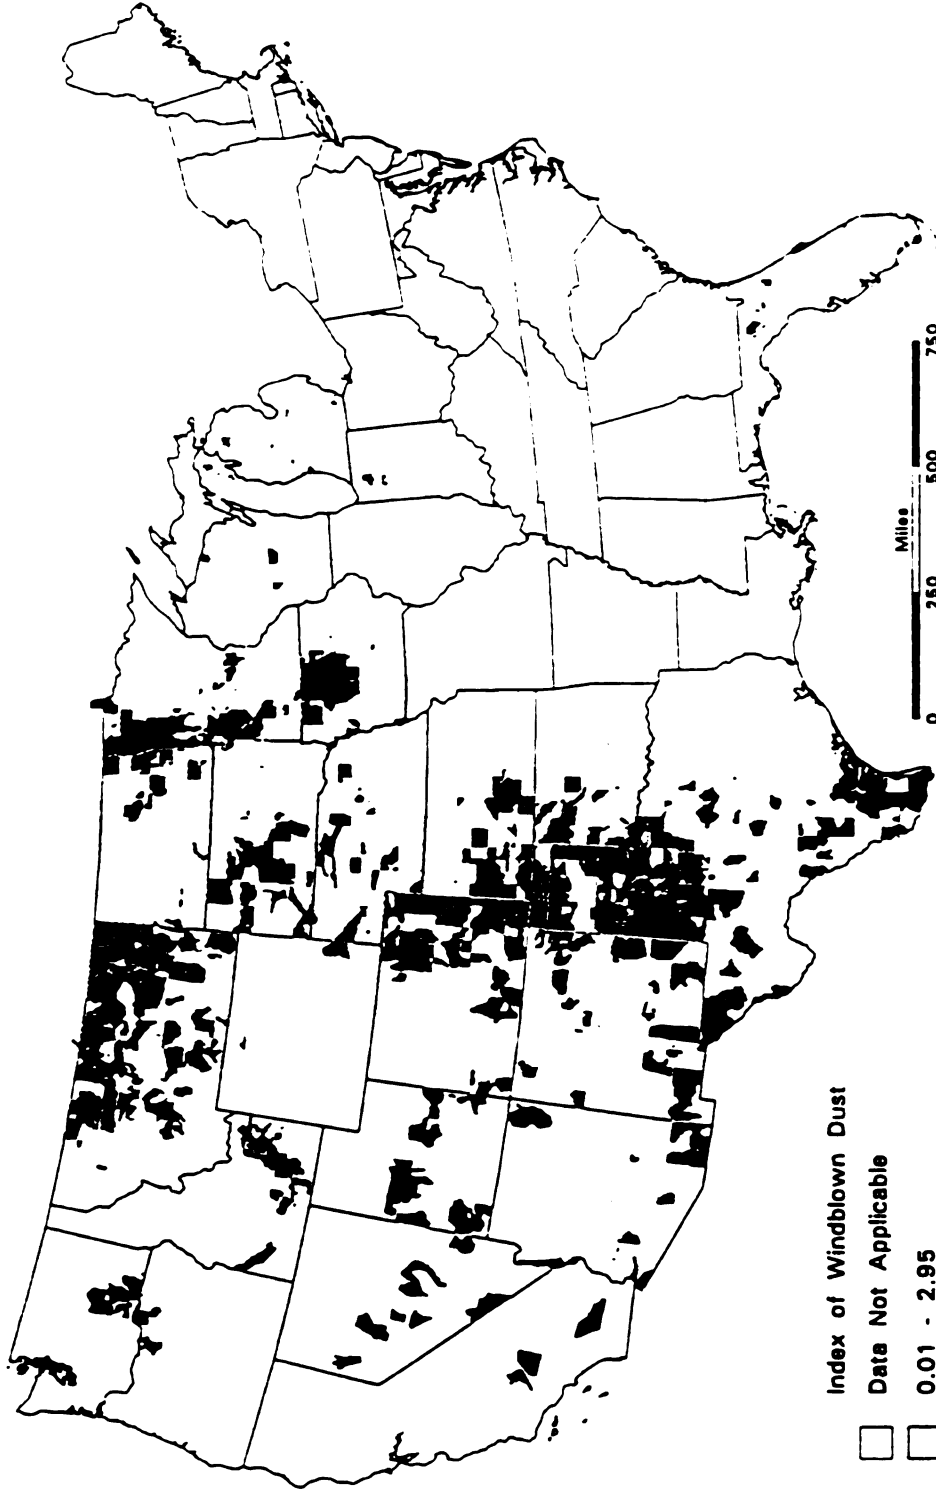 Index of Windblown Dust
Data Not Applicable
0.01 - 2.95
Miles
0 250 500 750